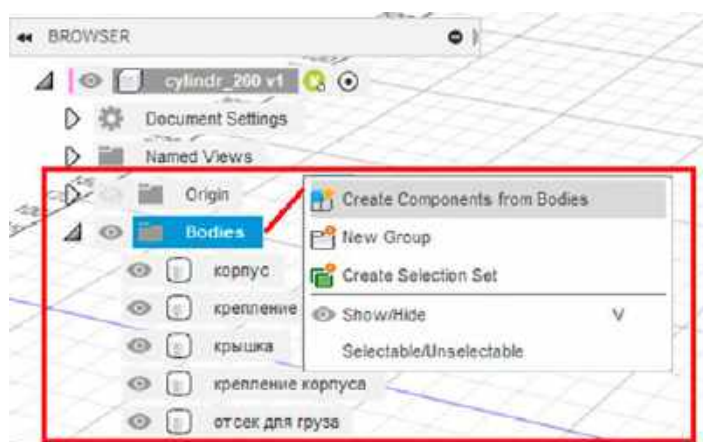 BROWSER
cylindr_200 v1
Document Settings
Named Views
Origin
Create Components from Bodies
Bodies
New Group
корпус
Create Selection Set
крепление
Show/Hide V
крышка
Selectable/Unselectable
крепление корпуса
отсек для груза